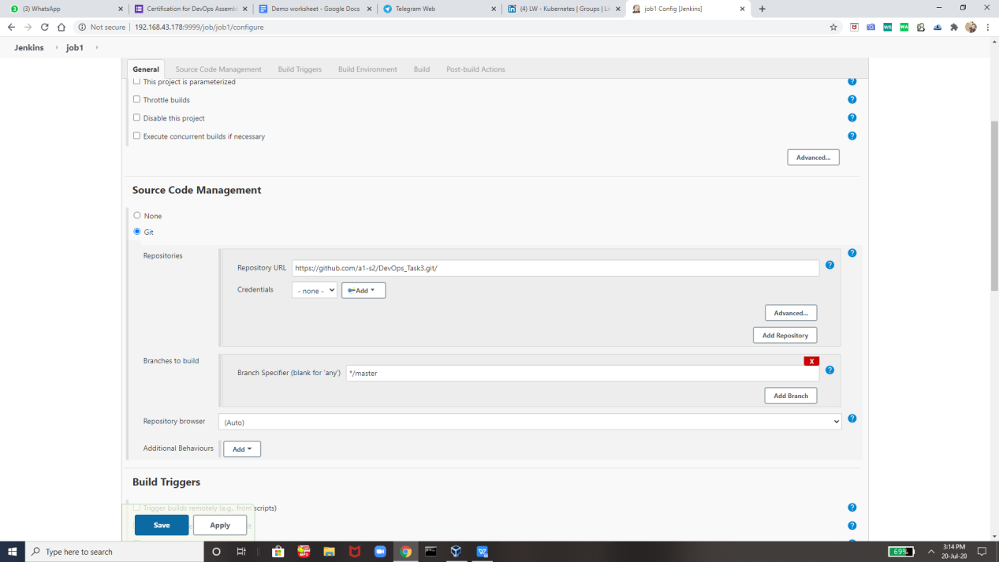 (3) WhatsApp
Certification for DevOps Assembl
Demo worksheet - Google Docs
Telegram Web
(4) LW - Kubernetes | Groups | Lin
job1 Config [Jenkins]
Not secure | 192.168.43.178:9999/job/job1/configure
Jenkins
job1
General
Source Code Management
Build Triggers
Build Environment
Build
Post-build Actions
This project is parameterized
Throttle builds
Disable this project
Execute concurrent builds if necessary
Advanced...
Source Code Management
None
Git
Repositories
Repository URL
https://github.com/a1-s2/DevOps_Task3.git/
Credentials
- none -
Add
Advanced...
Add Repository
Branches to build
X
Branch Specifier (blank for 'any')
*/master
Add Branch
Repository browser
(Auto)
Additional Behaviours
Add
Build Triggers
Trigger builds remotely (e.g., from scripts)
Save
Apply
Type here to search
69%
3:14 PM
20-Jul-20